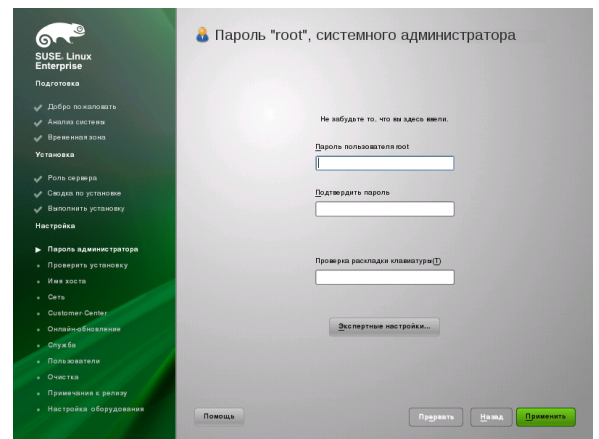 SUSE. Linux
Enterprise
Подготовка
Добро пожаловать
Анализ системы
Временная зона
Установка
Роль сервера
Сводка по установке
Выполнить установку
Настройка
Пароль администратора
Проверить установку
Имя хоста
Сеть
Customer Center
Онлайн-обновление
Служба
Пользователи
Очистка
Примечания к релизу
Настройка оборудования
Пароль "root", системного администратора
Не забудьте то, что вы здесь ввели.
Пароль пользователя root
Подтвердить пароль
Проверка раскладки клавиатуры(T)
Экспертные настройки...
Помощь
Прервать
Назад
Применить